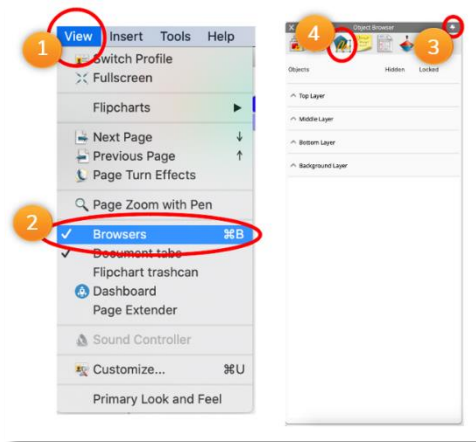 1
View Insert Tools Help
Switch Profile
Fullscreen
Flipcharts
Next Page ↓
Previous Page ↑
Page Turn Effects
Page Zoom with Pen
2
✓ Browsers ⌘B
✓ Document tabs
Flipchart trashcan
Dashboard
Page Extender
Sound Controller
Customize... ⌘U
Primary Look and Feel
4
3
X Object Browser
Objects Hidden Locked
Top Layer
Middle Layer
Bottom Layer
Background Layer